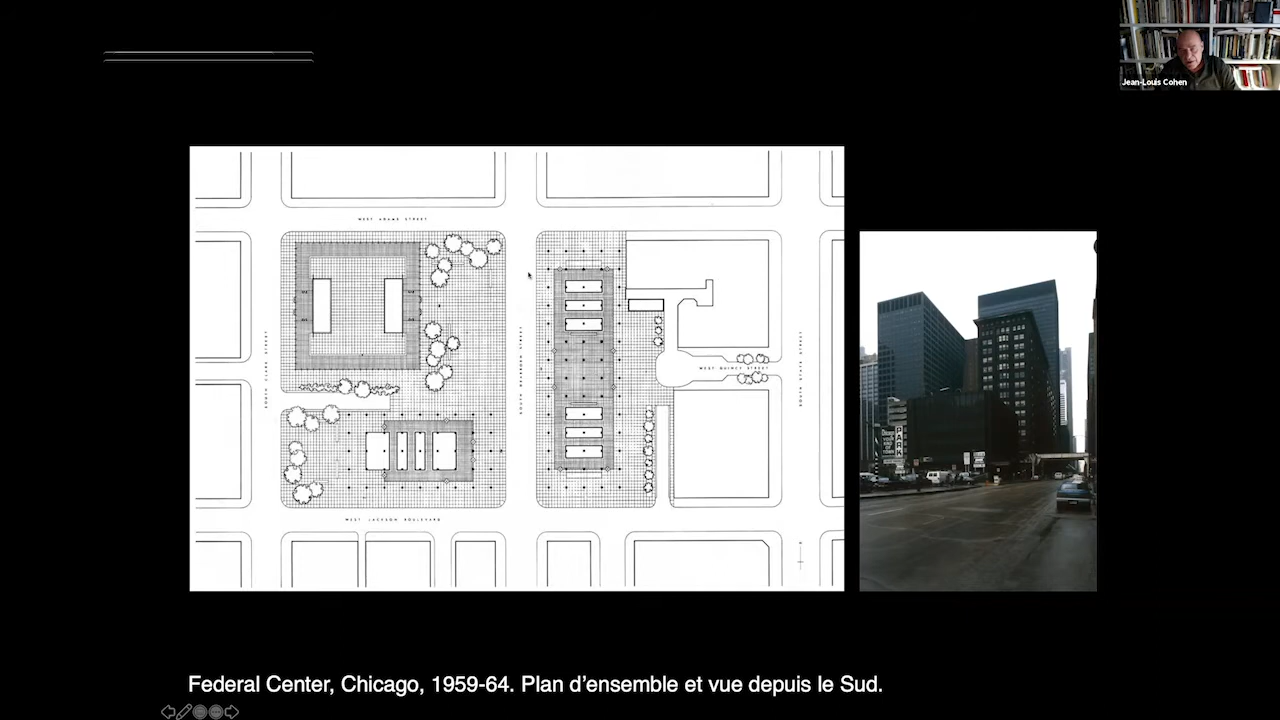 Jean-Louis Cohen
WEST ADAMS STREET
SOUTH CLARK STREET
SOUTH DEARBORN STREET
SOUTH STATE STREET
WEST QUINCY STREET
WEST JACKSON BOULEVARD
PARK
Federal Center, Chicago, 1959-64. Plan d’ensemble et vue depuis le Sud.